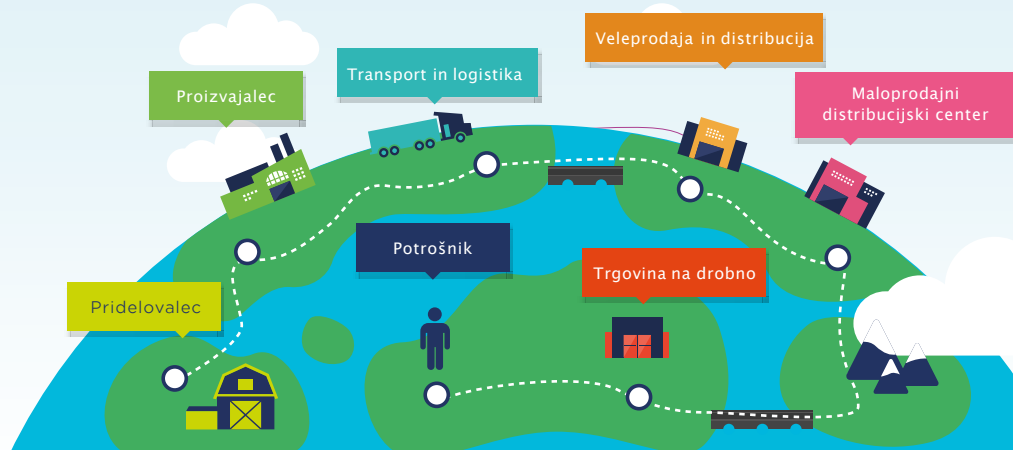 Veleprodaja in distribucija
Transport in logistika
Proizvajalec
Maloprodajni
distribucijski center
Potrošnik
Trgovina na drobno
Pridelovalec